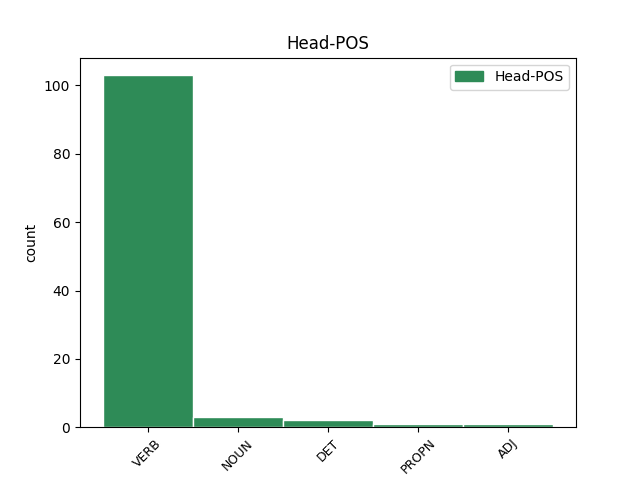 Head-POS
Head-POS
count
100
80
60
40
20
0
VERB
NOUN
DET
PROPN
ADJ